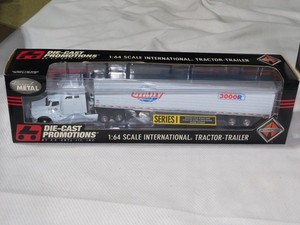 DIE-CAST PROMOTIONS
1:64 SCALE INTERNATIONAL® TRACTOR-TRAILER
METAL
UTILITY
3000R
SERIES I
DIE-CAST
PROMOTIONS
1:64 SCALE INTERNATIONAL® TRACTOR-TRAILER